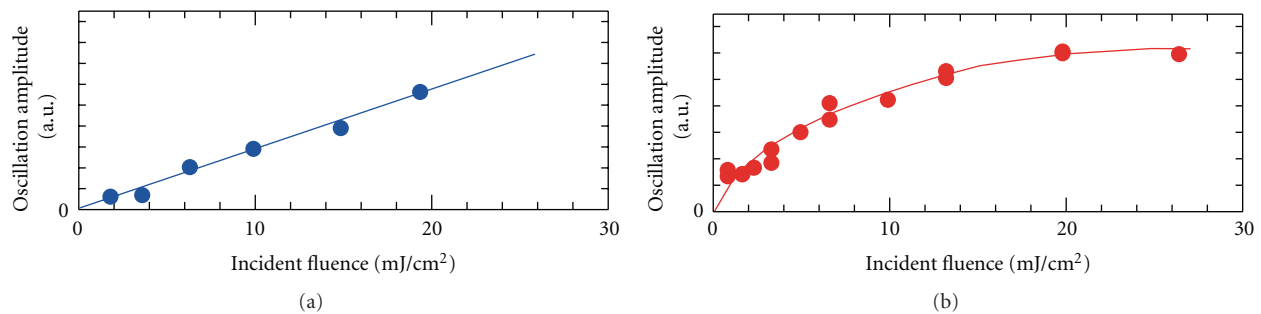 Oscillation amplitude
(a.u.)
0
0
10
20
30
Incident fluence (mJ/cm²)
(a)
Oscillation amplitude
(a.u.)
0
0
10
20
30
Incident fluence (mJ/cm²)
(b)